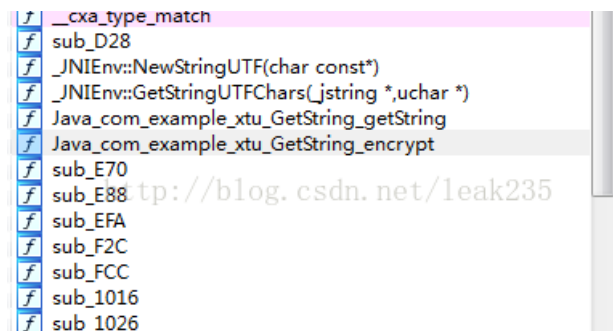 f __cxa_type_match
f sub_D28
f _JNIEnv::NewStringUTF(char const*)
f _JNIEnv::GetStringUTFChars(_jstring *,uchar *)
f Java_com_example_xtu_GetString_getString
f Java_com_example_xtu_GetString_encrypt
f sub_E70
f sub_E88
http://blog.csdn.net/leak235
f sub_EFA
f sub_F2C
f sub_FCC
f sub_1016
f sub_1026